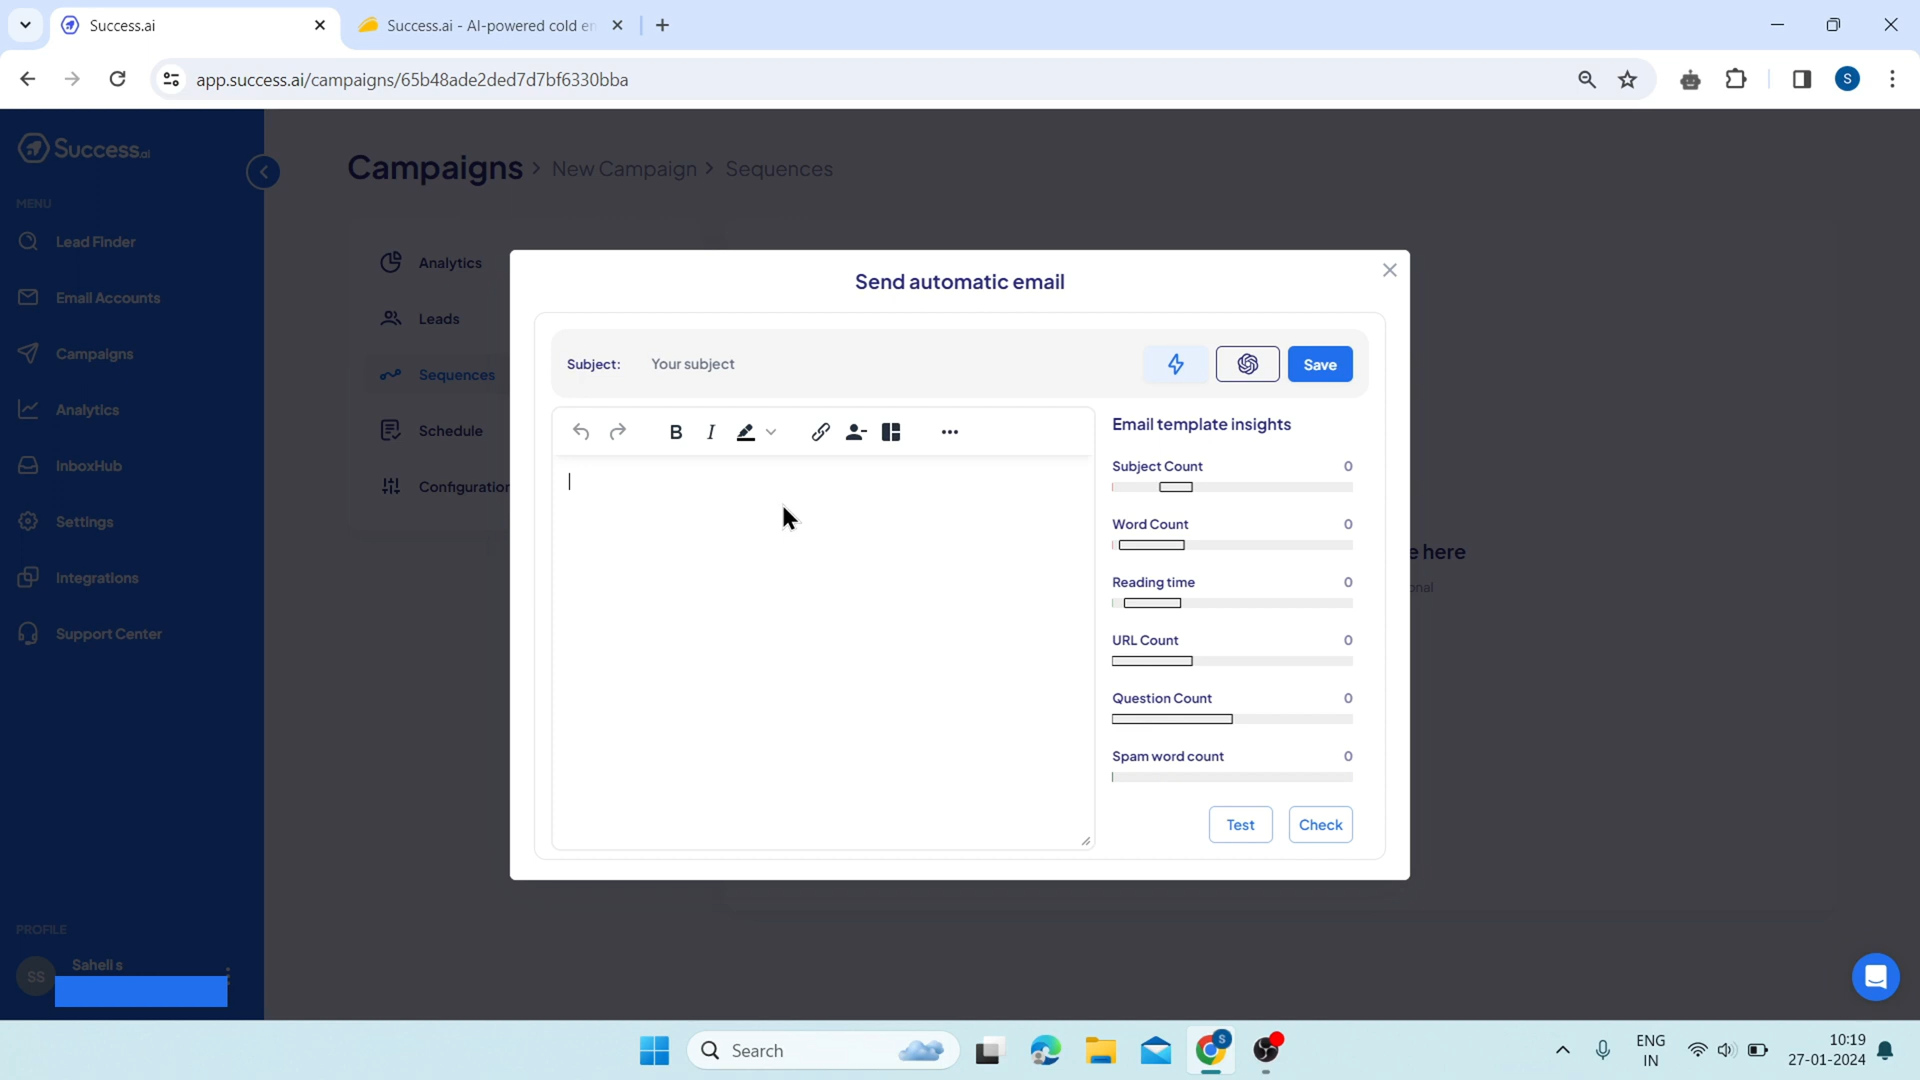 Success.ai
Success.ai - AI-powered cold em
app.success.ai/campaigns/65b48ade2ded7d7bf6330bba
S
Success.ai
Campaigns > New Campaign > Sequences
MENU
Lead Finder
Email Accounts
Campaigns
Analytics
InboxHub
Settings
Integrations
Support Center
PROFILE
SS
Sahell s
Analytics
Leads
Sequences
Schedule
Configuration
Send automatic email
Subject: Your subject
Save
B I
Email template insights
Subject Count 0
Word Count 0
Reading time 0
URL Count 0
Question Count 0
Spam word count 0
Test Check
e here
onal
Search
S
ENG
IN
10:19
27-01-2024